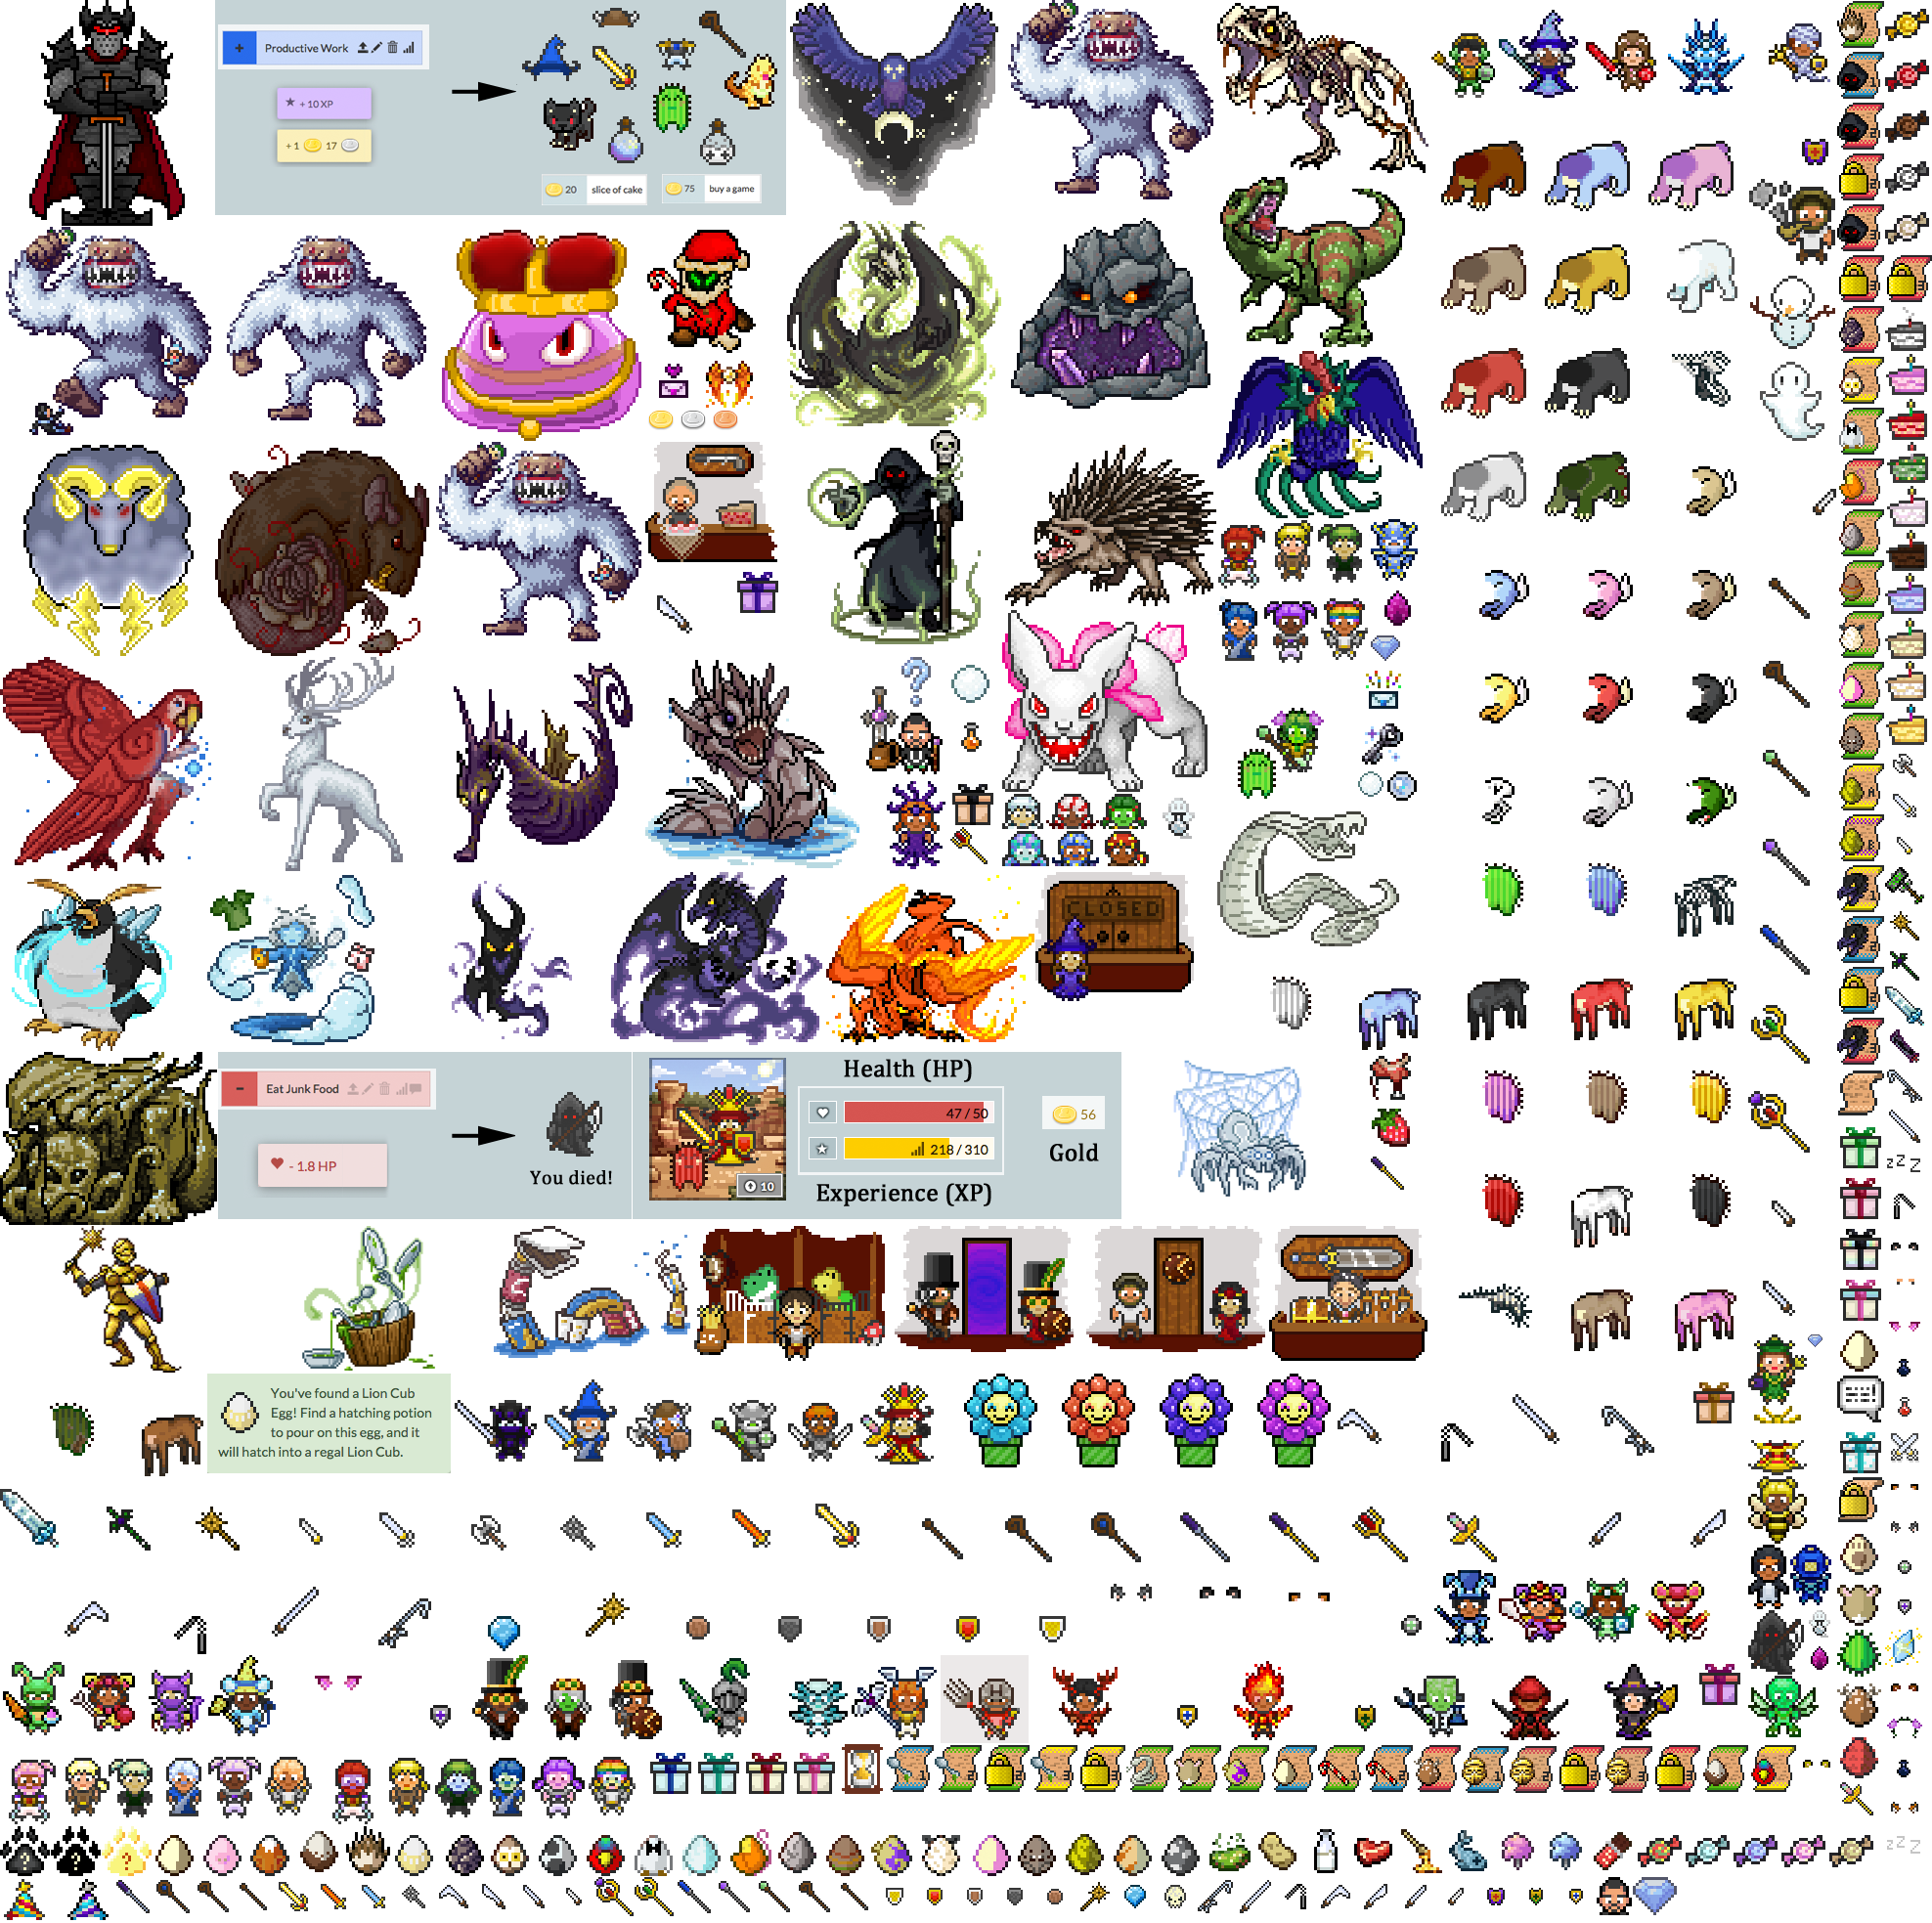 Productive Work
+ 10 XP
+ 1 17
20 slice of cake
75 buy a game
CLOSED
Eat Junk Food
- 1.8 HP
You died!
Health (HP)
47 / 50
218 / 310
Experience (XP)
10
56
Gold
You've found a Lion Cub
Egg! Find a hatching potion
to pour on this egg, and it
will hatch into a regal Lion Cub.
zZZ
zZZ